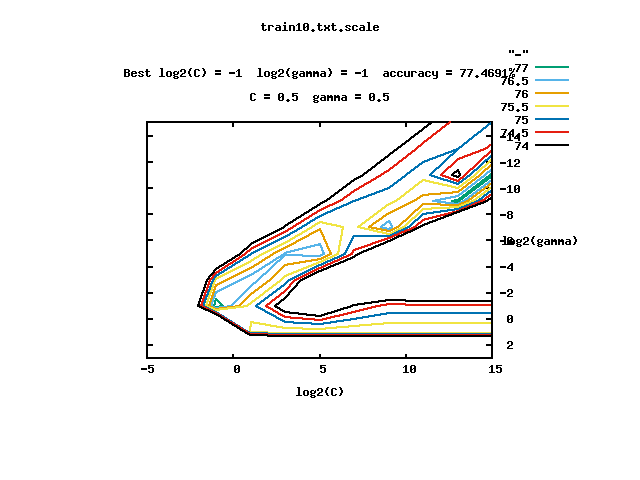 train10.txt.scale
"-"
Best log2(C) = -1 log2(gamma) = -1 accuracy = 77.4691%
77
76.5
C = 0.5 gamma = 0.5
76
75.5
75
74.5
74
-14
-12
-10
-8
-6
log2(gamma)
-4
-2
0
2
-5 0 5 10 15
log2(C)